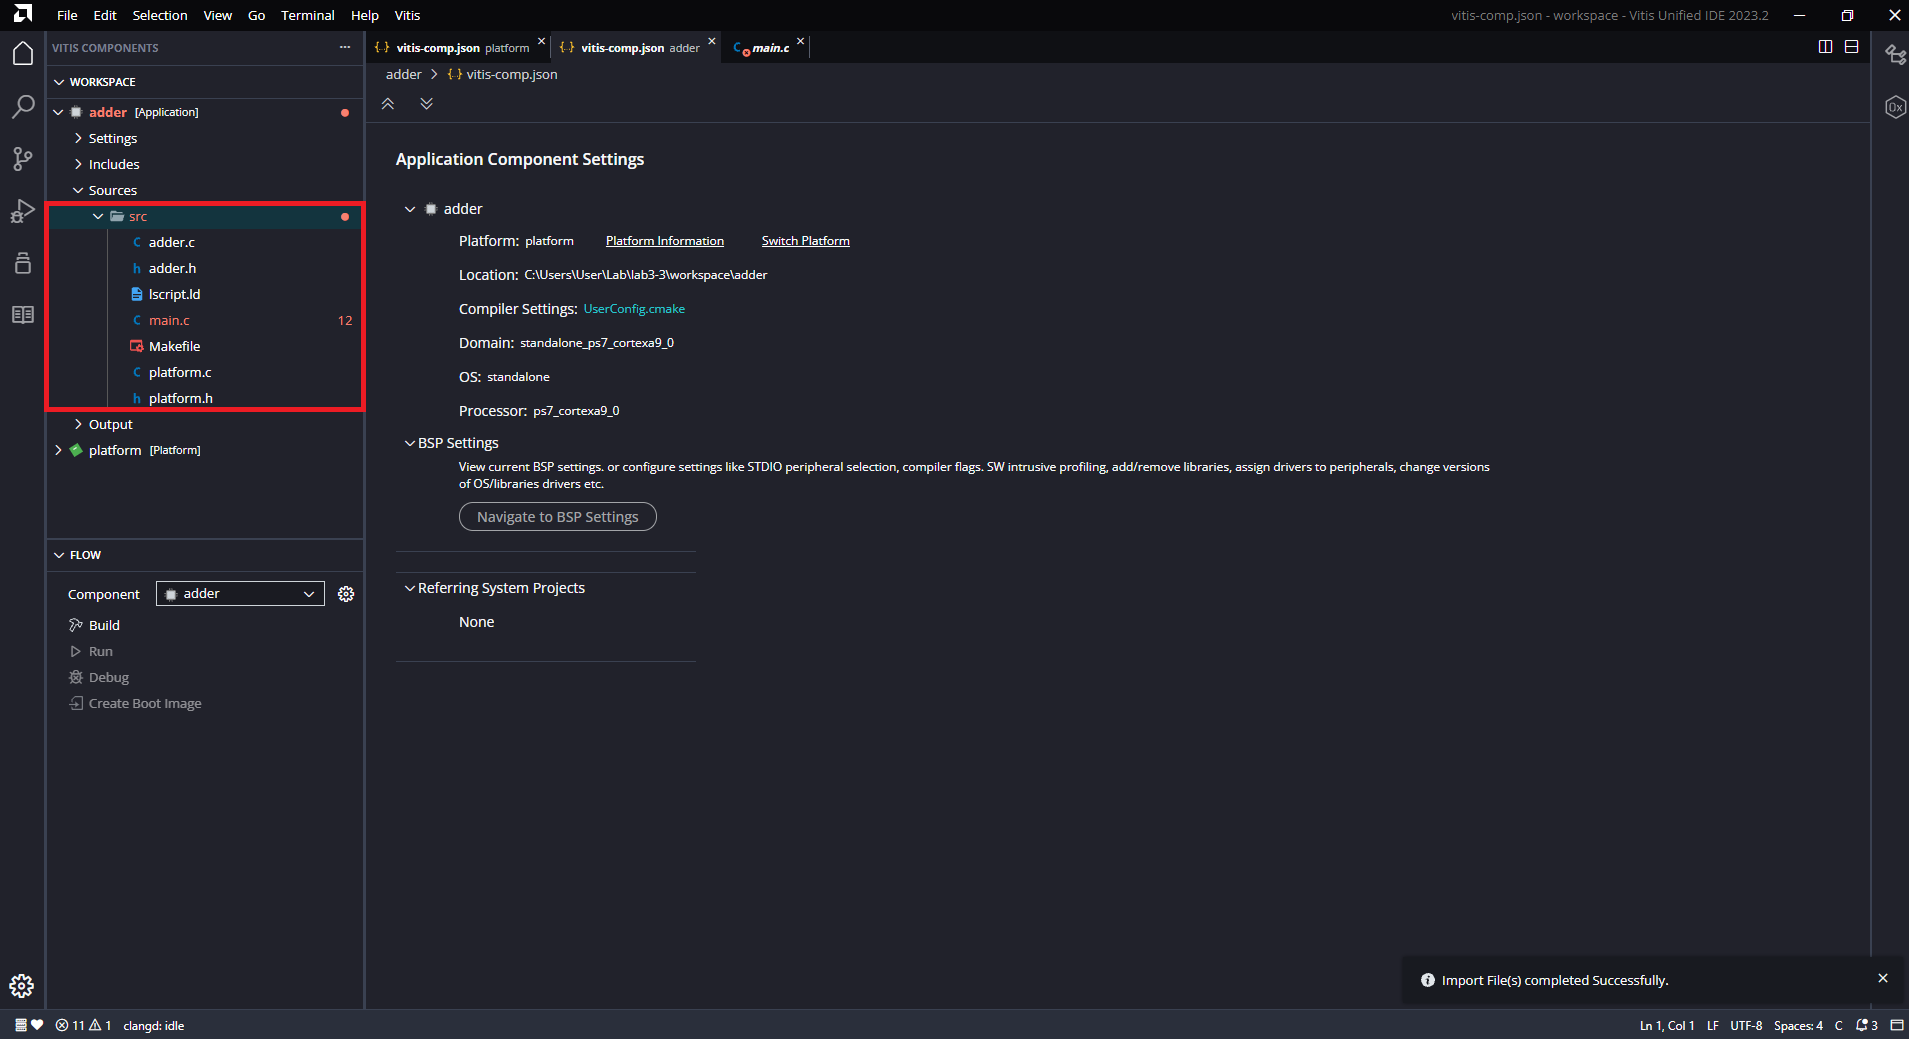 File Edit Selection View Go Terminal Help Vitis
vitis-comp.json - workspace - Vitis Unified IDE 2023.2
VITIS COMPONENTS
WORKSPACE
adder [Application]
Settings
Includes
Sources
src
C adder.c
h adder.h
lscript.ld
C main.c 12
Makefile
C platform.c
h platform.h
Output
platform [Platform]
FLOW
Component adder
Build
Run
Debug
Create Boot Image
{··} vitis-comp.json platform
{··} vitis-comp.json adder
C main.c
adder > {··} vitis-comp.json
Application Component Settings
adder
Platform: platform Platform Information Switch Platform
Location: C:\Users\User\Lab\lab3-3\workspace\adder
Compiler Settings: UserConfig.cmake
Domain: standalone_ps7_cortexa9_0
OS: standalone
Processor: ps7_cortexa9_0
BSP Settings
View current BSP settings. or configure settings like STDIO peripheral selection, compiler flags. SW intrusive profiling, add/remove libraries, assign drivers to peripherals, change versions
of OS/libraries drivers etc.
Navigate to BSP Settings
Referring System Projects
None
0x
Import File(s) completed Successfully.
11 1 clangd: idle
Ln 1, Col 1 LF UTF-8 Spaces: 4 C 3